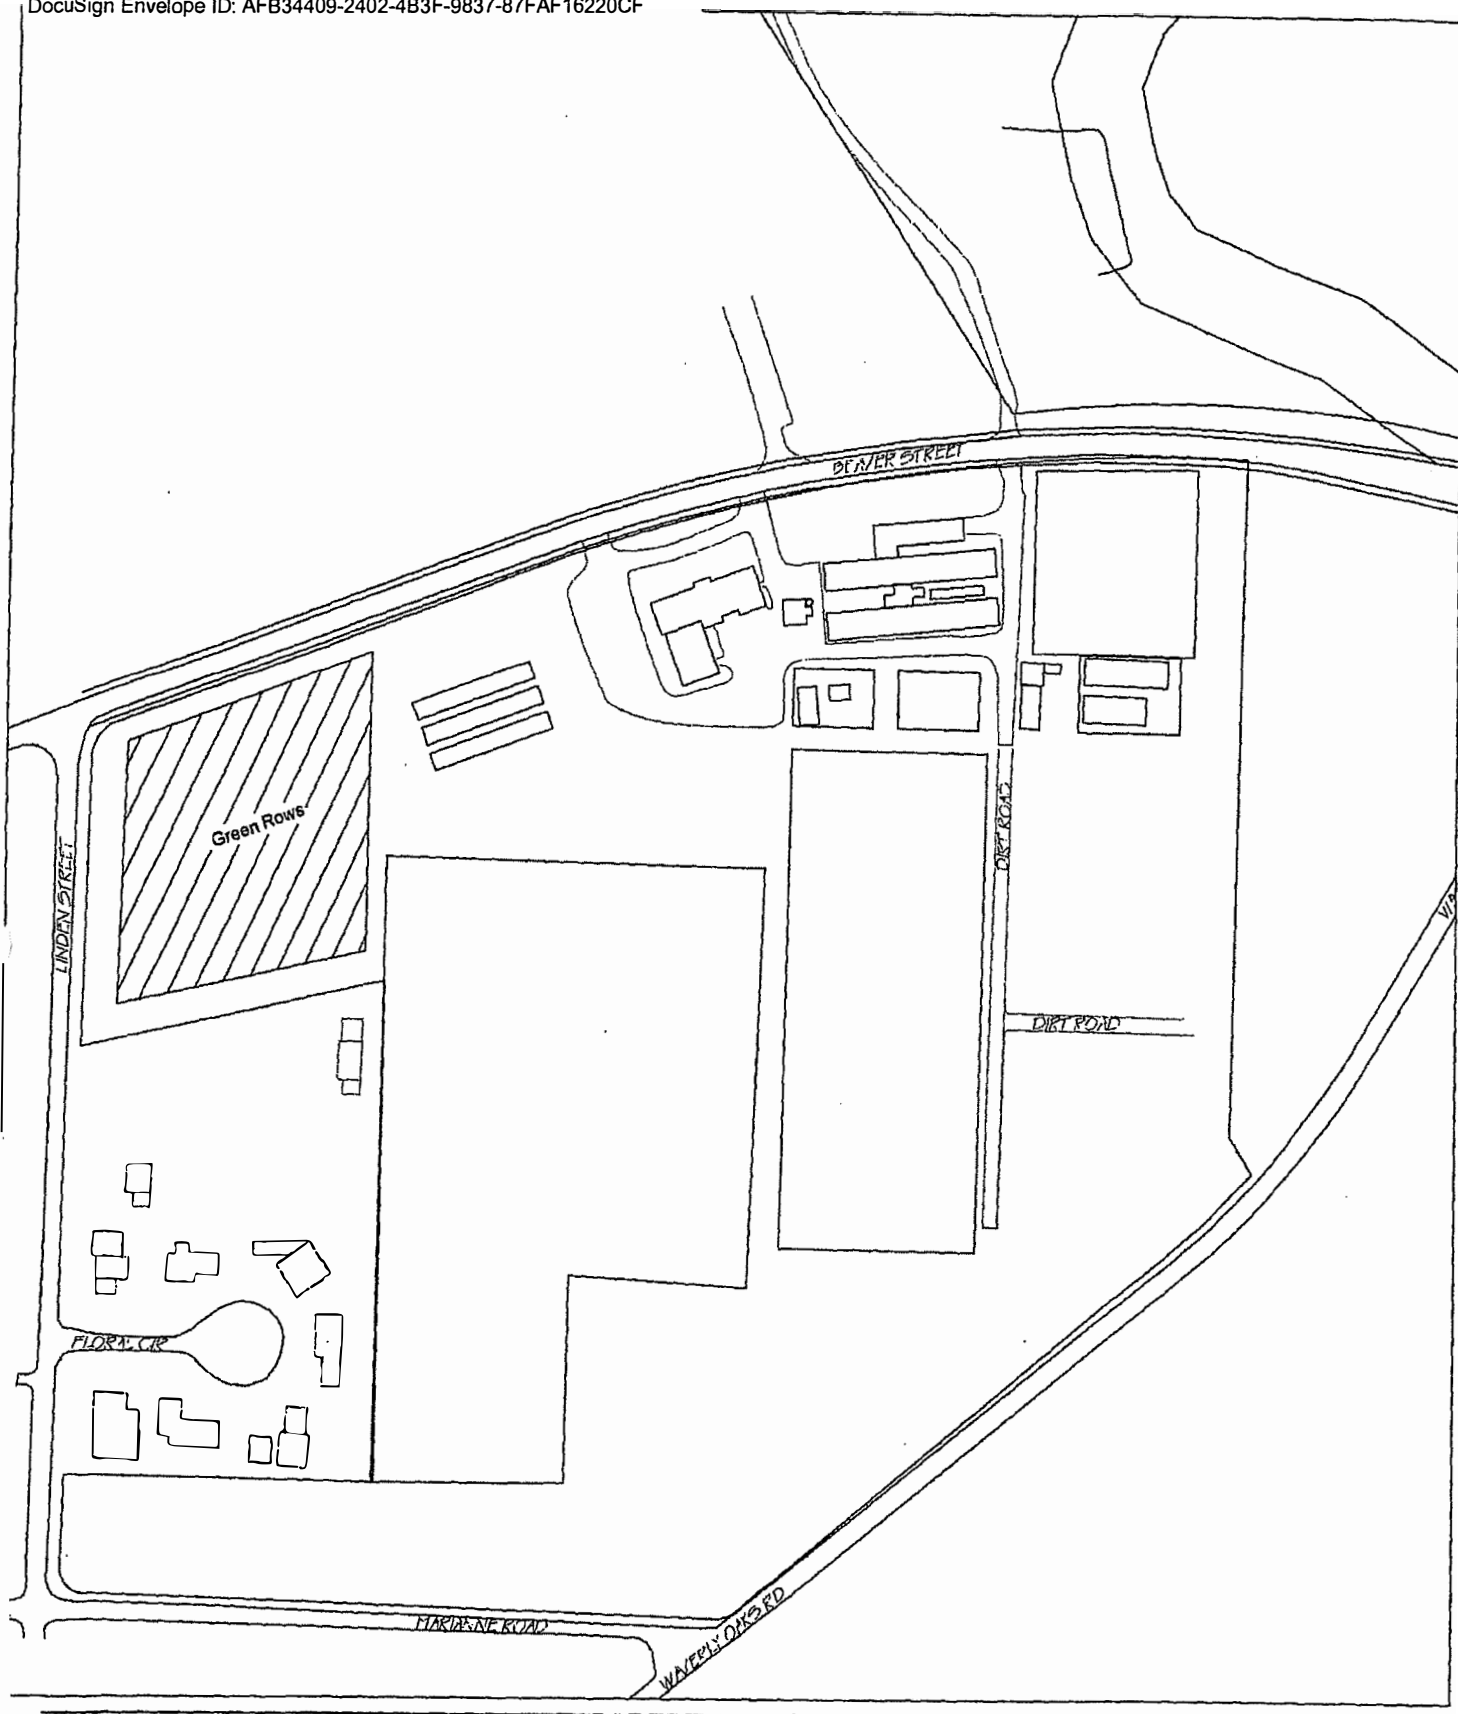 DocuSign Envelope ID: AFB34409-2402-4B3F-9837-87FAF16220CF
BEAVER STREET
Green Rows
LINDEN STREET
DIRT ROAD
DIRT ROAD
FLORAL CIR
MARIANNE ROAD
WAVERLY OAKS RD